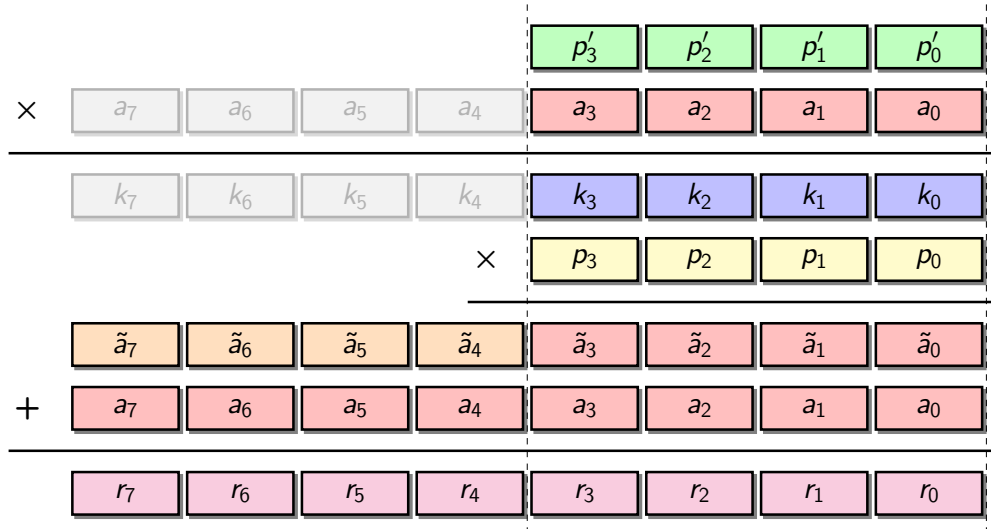 p′₃ p′₂ p′₁ p′₀
× a₇ a₆ a₅ a₄ a₃ a₂ a₁ a₀
k₇ k₆ k₅ k₄ k₃ k₂ k₁ k₀
× p₃ p₂ p₁ p₀
ã₇ ã₆ ã₅ ã₄ ã₃ ã₂ ã₁ ã₀
+ a₇ a₆ a₅ a₄ a₃ a₂ a₁ a₀
r₇ r₆ r₅ r₄ r₃ r₂ r₁ r₀